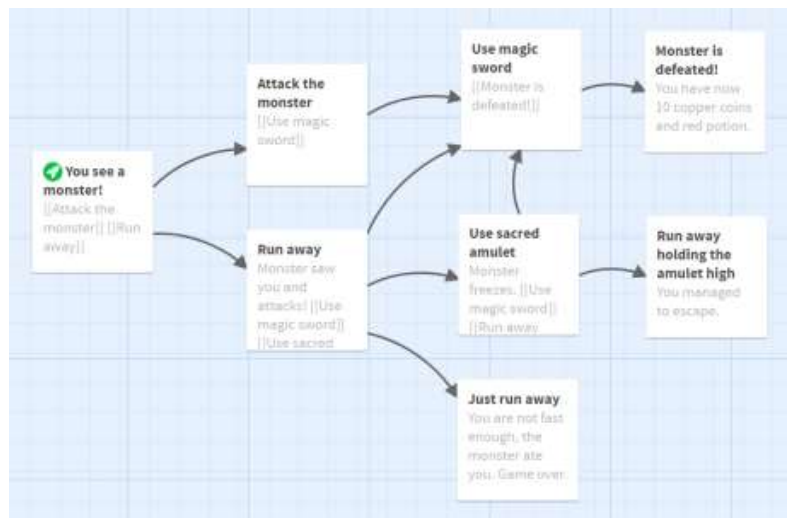 You see a
monster!
[[Attack the
monster]] [[Run
away]]
Attack the
monster
[[Use magic
sword]]
Run away
Monster saw
you and
attacks! [[Use
magic sword]]
[[Use sacred
Use magic
sword
[[Monster is
defeated!]]
Use sacred
amulet
Monster
freezes. [[Use
magic sword]]
[[Run away
Just run away
You are not fast
enough, the
monster ate
you. Game over.
Monster is
defeated!
You have now
10 copper coins
and red potion.
Run away
holding the
amulet high
You managed
to escape.